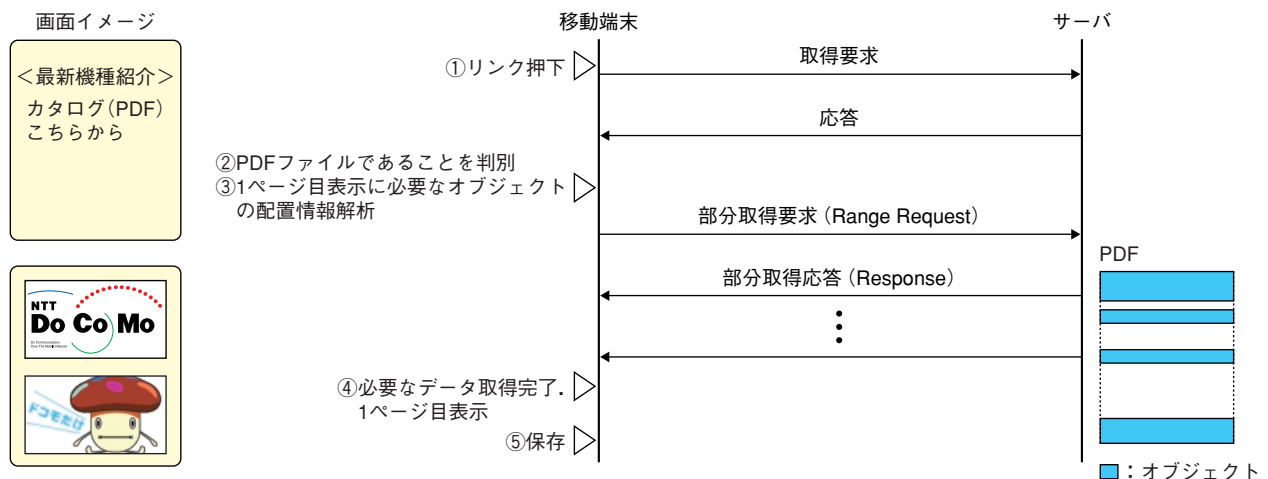 画面イメージ
移動端末
サーバ
＜最新機種紹介＞
カタログ（PDF）
こちらから
①リンク押下
取得要求
応答
②PDFファイルであることを判別
③1ページ目表示に必要なオブジェクト
の配置情報解析
部分取得要求（Range Request）
部分取得応答（Response）
PDF
NTT
DoCoMo
Do Communications
Over The Mobile Network
ドコモだけ
④必要なデータ取得完了．
1ページ目表示
⑤保存
：オブジェクト